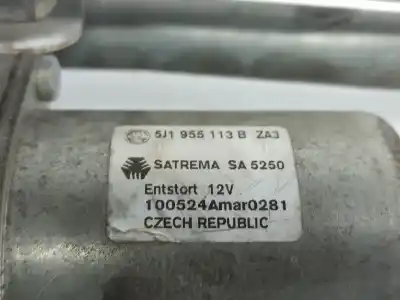 5J1 955 113 B ZA3
SATREMA SA 5250
Entstort 12V
100524Amar0281
CZECH REPUBLIC